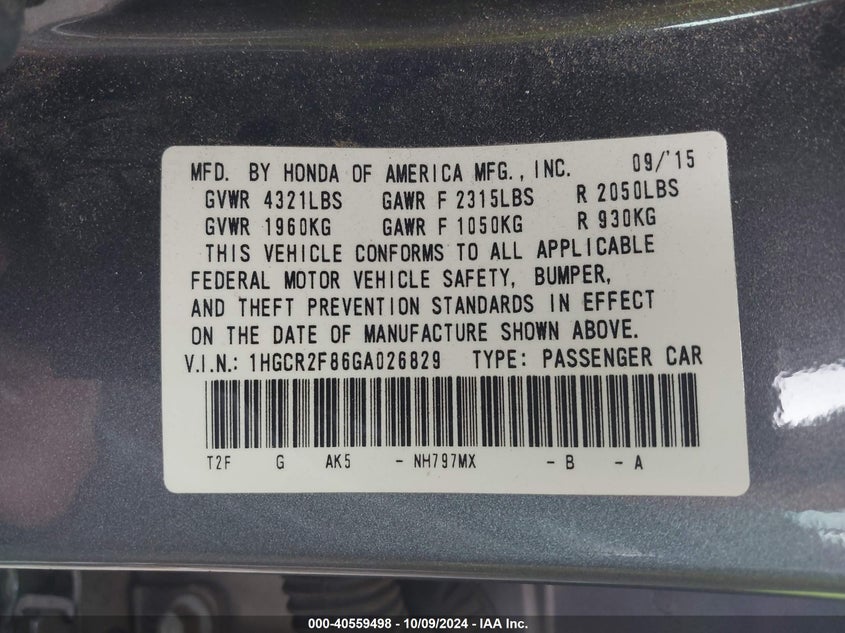 MFD. BY HONDA OF AMERICA MFG., INC. 09/'15
GVWR 4321LBS GAWR F 2315LBS R 2050LBS
GVWR 1960KG GAWR F 1050KG R 930KG
THIS VEHICLE CONFORMS TO ALL APPLICABLE
FEDERAL MOTOR VEHICLE SAFETY, BUMPER,
AND THEFT PREVENTION STANDARDS IN EFFECT
ON THE DATE OF MANUFACTURE SHOWN ABOVE.
V.I.N.: 1HGCR2F86GA026829 TYPE: PASSENGER CAR
T2F G AK5 - NH797MX - B - A
000-40559498 - 10/09/2024 - IAA Inc.